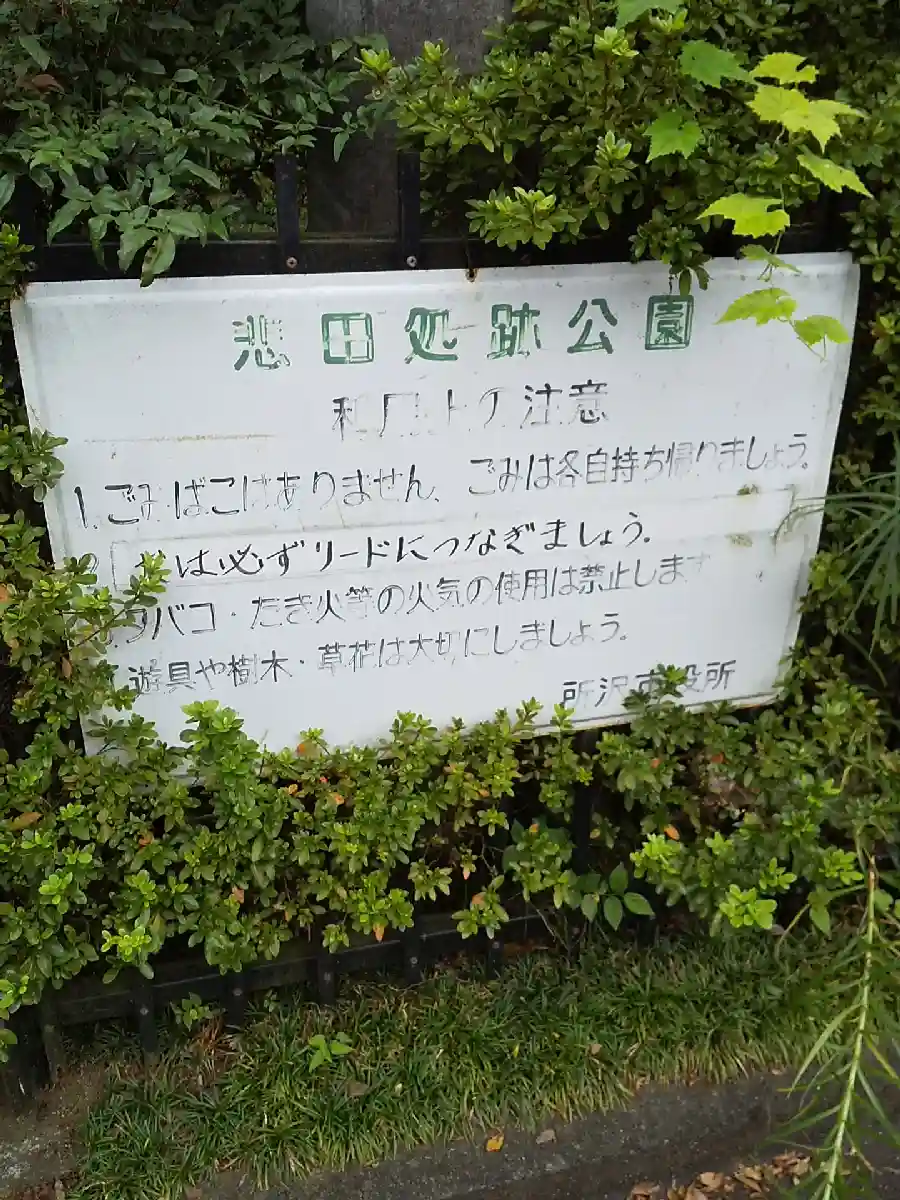 悲田処跡公園
利用上の注意
1.ごみばこはありません、ごみは各自持ち帰りましょう。
は必ずリードにつなぎましょう。
タバコ・たき火等の火気の使用は禁止します
遊具や樹木・草花は大切にしましょう。
所沢市役所